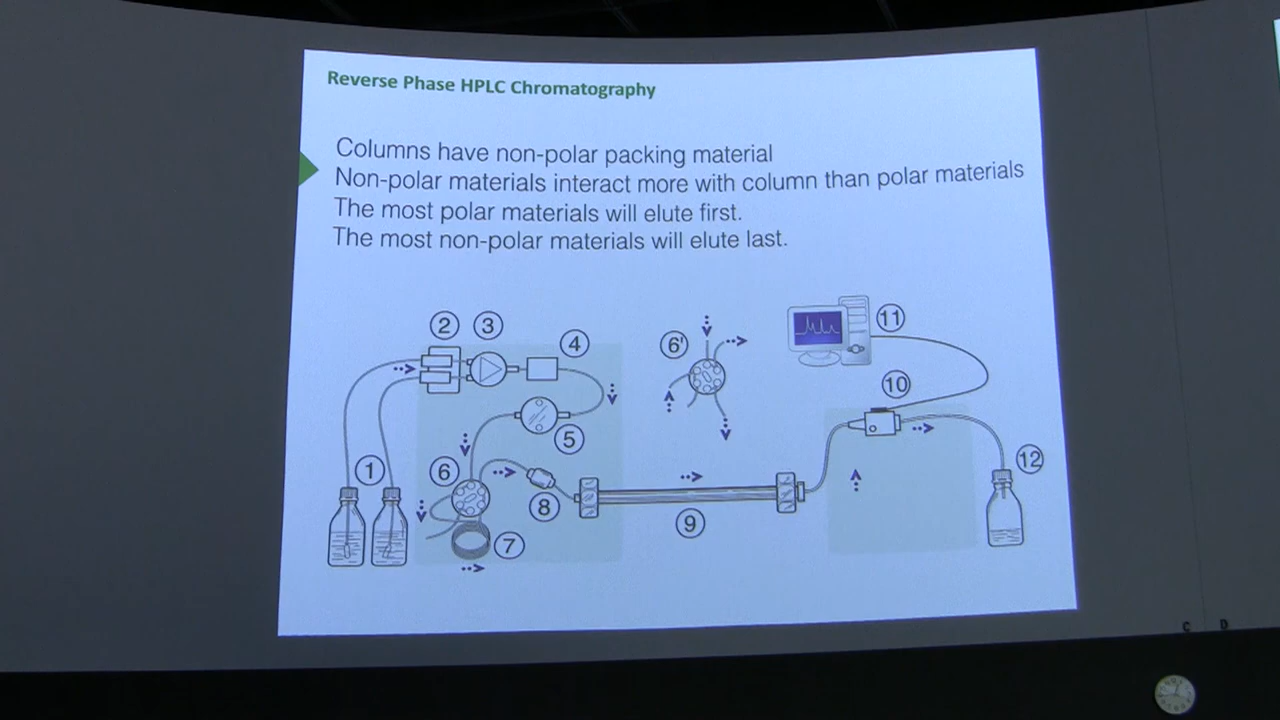 Reverse Phase HPLC Chromatography
Columns have non-polar packing material
Non-polar materials interact more with column than polar materials
The most polar materials will elute first.
The most non-polar materials will elute last.
2
3
4
6'
11
10
5
1
6
8
7
9
12
C D